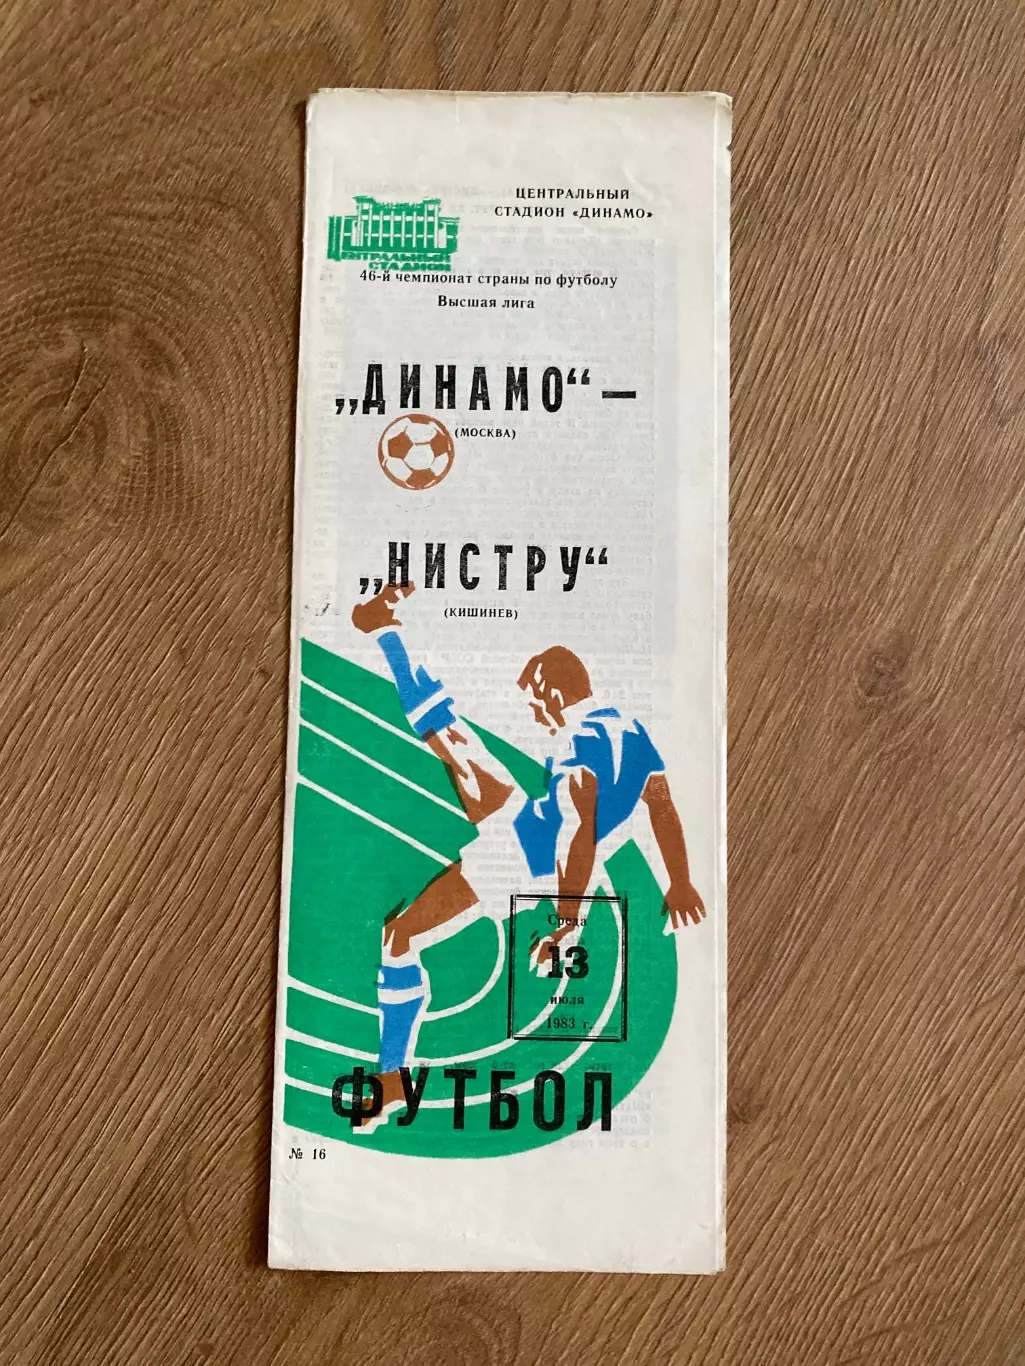 ЦЕНТРАЛЬНЫЙ
СТАДИОН «ДИНАМО»
ЦЕНТРАЛЬНЫЙ
СТАДИОН
46-й чемпионат страны по футболу
Высшая лига
„ДИНАМО“ —
(МОСКВА)
„НИСТРУ“
(КИШИНЕВ)
Среда
13
июля
1983 г.
ФУТБОЛ
№ 16